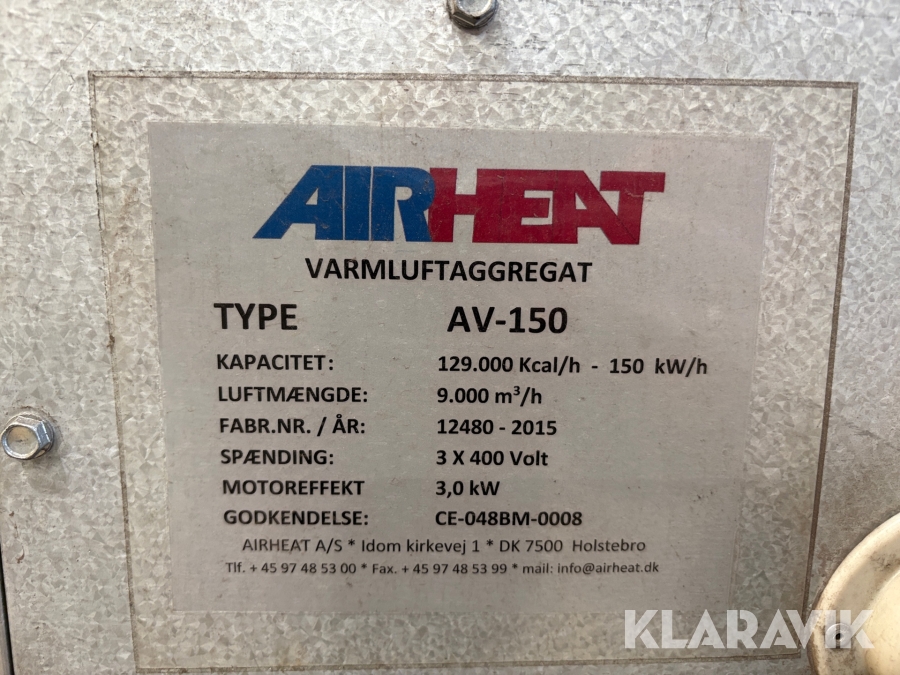 AIRHEAT
VARMLUFTAGGREGAT
TYPE AV-150
KAPACITET: 129.000 Kcal/h - 150 kW/h
LUFTMÆNGDE: 9.000 m³/h
FABR.NR. / ÅR: 12480 - 2015
SPÆNDING: 3 X 400 Volt
MOTOREFFEKT 3,0 kW
GODKENDELSE: CE-048BM-0008
AIRHEAT A/S * Idom kirkevej 1 * DK 7500 Holstebro
Tlf. + 45 97 48 53 00 * Fax. + 45 97 48 53 99 * mail: info@airheat.dk
KLARAVIK